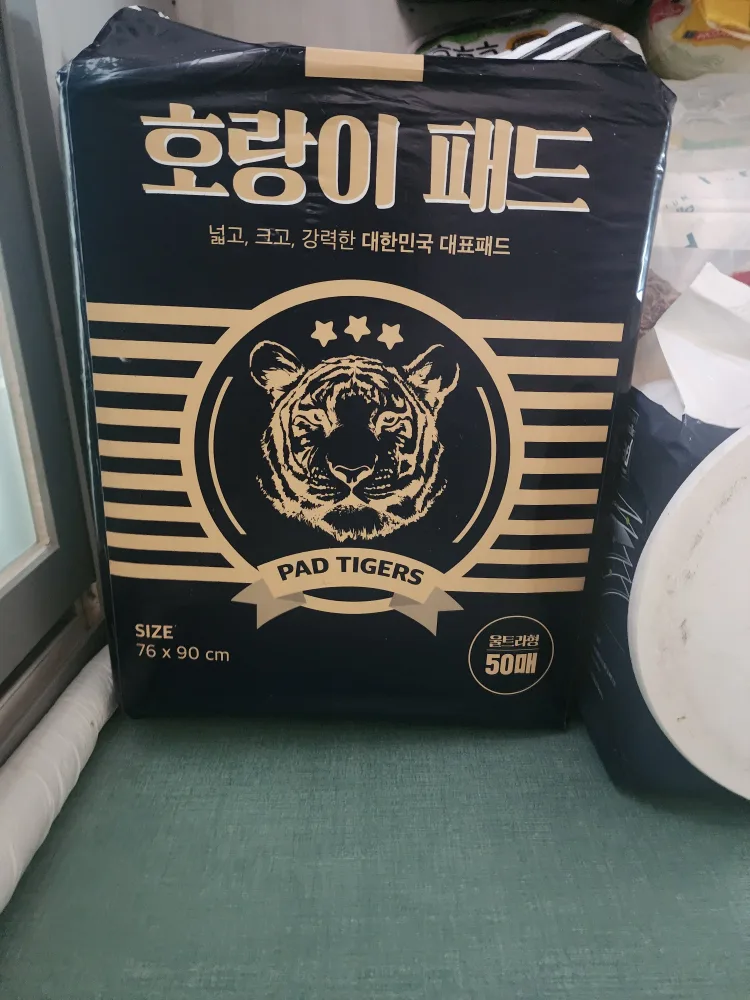 호랑이 패드
넓고, 크고, 강력한 대한민국 대표패드
PAD TIGERS
SIZE
76 x 90 cm
울트라형
50매